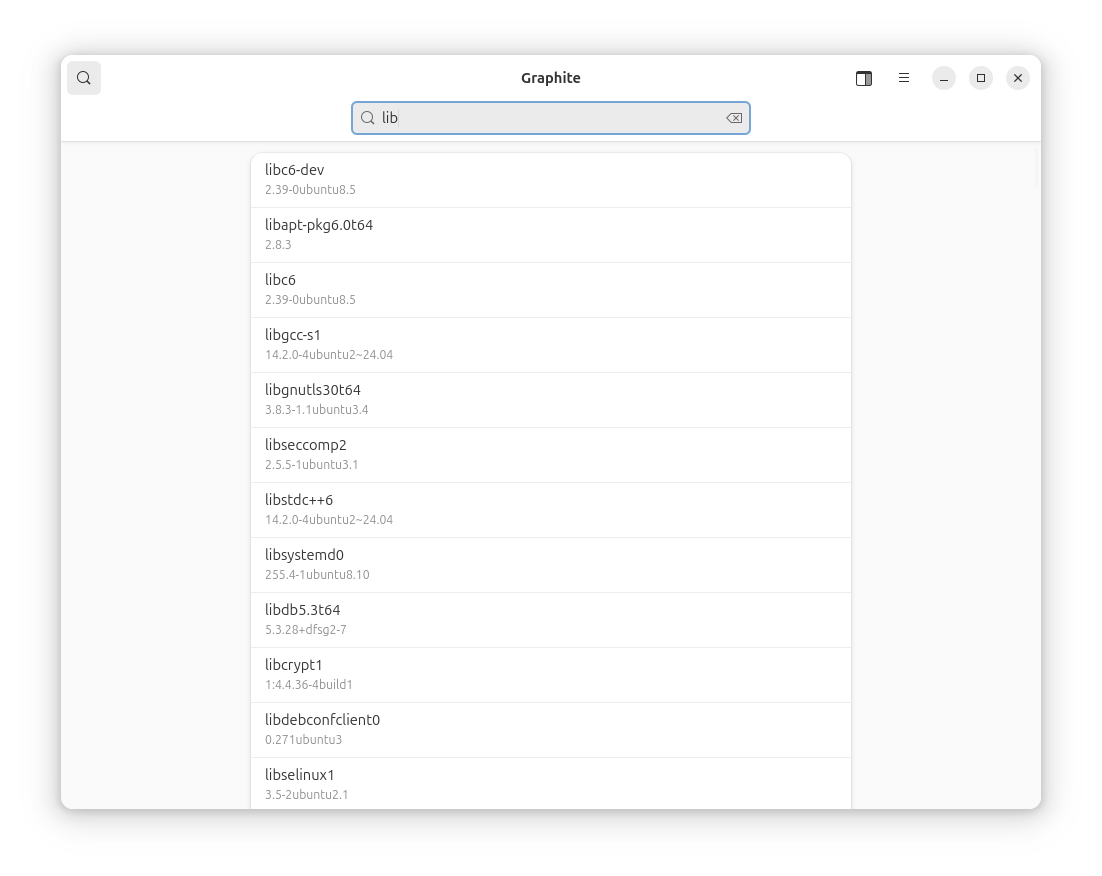 Graphite
lib
libc6-dev
2.39-0ubuntu8.5
libapt-pkg6.0t64
2.8.3
libc6
2.39-0ubuntu8.5
libgcc-s1
14.2.0-4ubuntu2~24.04
libgnutls30t64
3.8.3-1.1ubuntu3.4
libseccomp2
2.5.5-1ubuntu3.1
libstdc++6
14.2.0-4ubuntu2~24.04
libsystemd0
255.4-1ubuntu8.10
libdb5.3t64
5.3.28+dfsg2-7
libcrypt1
1:4.4.36-4build1
libdebconfclient0
0.271ubuntu3
libselinux1
3.5-2ubuntu2.1